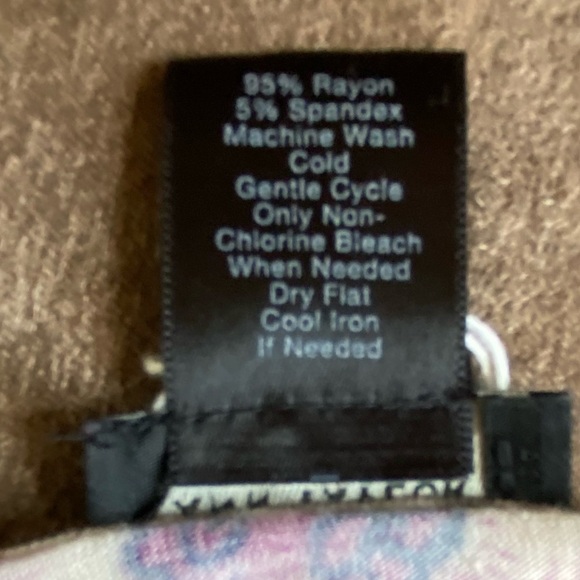 95% Rayon
5% Spandex
Machine Wash
Cold
Gentle Cycle
Only Non-
Chlorine Bleach
When Needed
Dry Flat
Cool Iron
If Needed